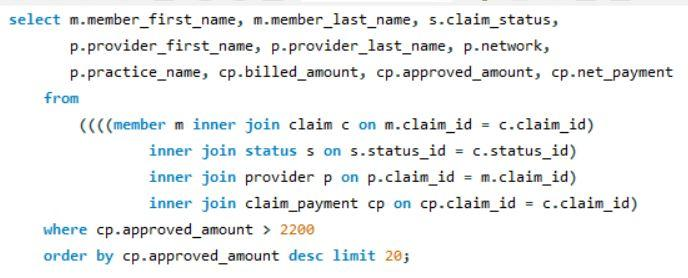 select m.member_first_name, m.member_last_name, s.claim_status,
p.provider_first_name, p.provider_last_name, p.network,
p.practice_name, cp.billed_amount, cp.approved_amount, cp.net_payment
from
((((member m inner join claim c on m.claim_id = c.claim_id)
inner join status s on s.status_id = c.status_id)
inner join provider p on p.claim_id = m.claim_id)
inner join claim_payment cp on cp.claim_id = c.claim_id)
where cp.approved_amount > 2200
order by cp.approved_amount desc limit 20;